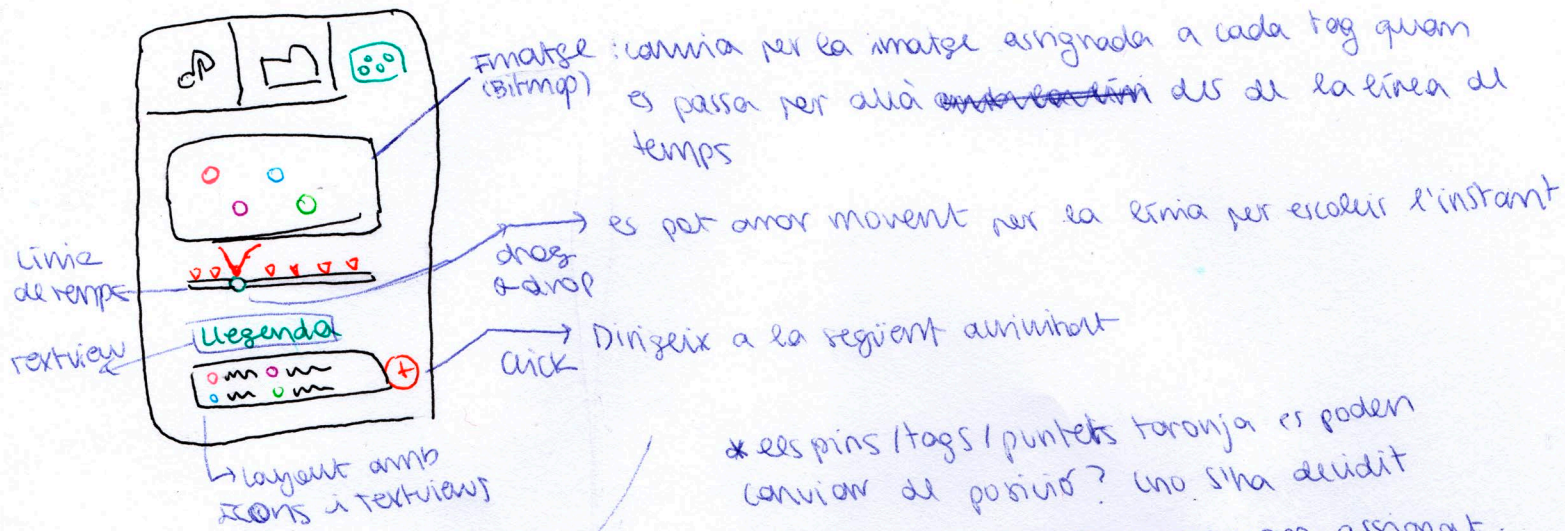 Imatge : canvia per la imatge assignada a cada tag quan
(Bitmap)
es passa per allà des de la línea de
temps
es pot anar movent per la línia per escollir l'instant
drag
& drop
Línia
de temps
Llegenda
textview
Dirigeix a la següent activitat
click
layout amb
icons i textviews
* els pins/tags/puntets taronja es poden
canviar de posició? (no s'ha decidit
assignat.